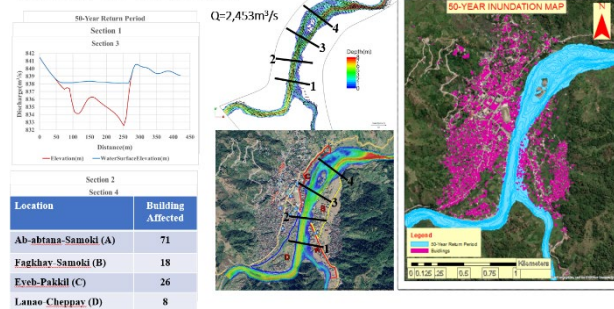 50-Year Return Period
Section 1
Section 3
Discharge(m³/s)
842
841
840
839
838
837
836
835
834
833
832
0 50 100 150 200 250 300 350 400 450
Distance(m)
Elevation(m) WaterSurfaceElevation(m)
Section 2
Section 4
Location Building Affected
Ab-abtana-Samoki (A) 71
Fagkhay-Samoki (B) 18
Eyeb-Pakkil (C) 26
Lanao-Cheppay (D) 8
Q=2,453m³/s
4
3
2
1
Depth(m)
4
3
2
1
D
50-YEAR INUNDATION MAP
N
Legend
50-Year Return Period
Buildings
0 0.125 .25 0.5 0.75 1
Kilometers